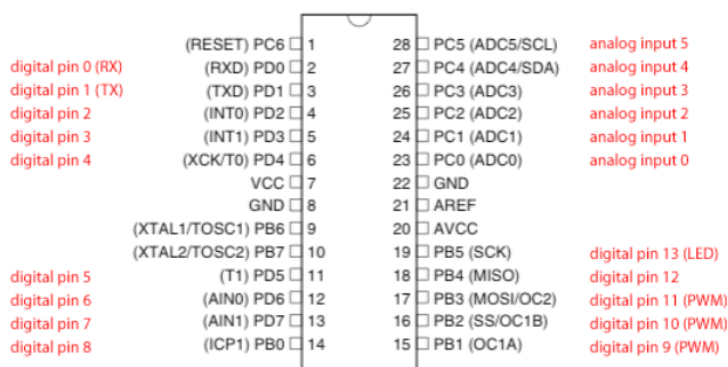 (RESET) PC6 1 28 PC5 (ADC5/SCL) analog input 5
digital pin 0 (RX) (RXD) PD0 2 27 PC4 (ADC4/SDA) analog input 4
digital pin 1 (TX) (TXD) PD1 3 26 PC3 (ADC3) analog input 3
digital pin 2 (INT0) PD2 4 25 PC2 (ADC2) analog input 2
digital pin 3 (INT1) PD3 5 24 PC1 (ADC1) analog input 1
digital pin 4 (XCK/T0) PD4 6 23 PC0 (ADC0) analog input 0
VCC 7 22 GND
GND 8 21 AREF
(XTAL1/TOSC1) PB6 9 20 AVCC
(XTAL2/TOSC2) PB7 10 19 PB5 (SCK) digital pin 13 (LED)
digital pin 5 (T1) PD5 11 18 PB4 (MISO) digital pin 12
digital pin 6 (AIN0) PD6 12 17 PB3 (MOSI/OC2) digital pin 11 (PWM)
digital pin 7 (AIN1) PD7 13 16 PB2 (SS/OC1B) digital pin 10 (PWM)
digital pin 8 (ICP1) PB0 14 15 PB1 (OC1A) digital pin 9 (PWM)